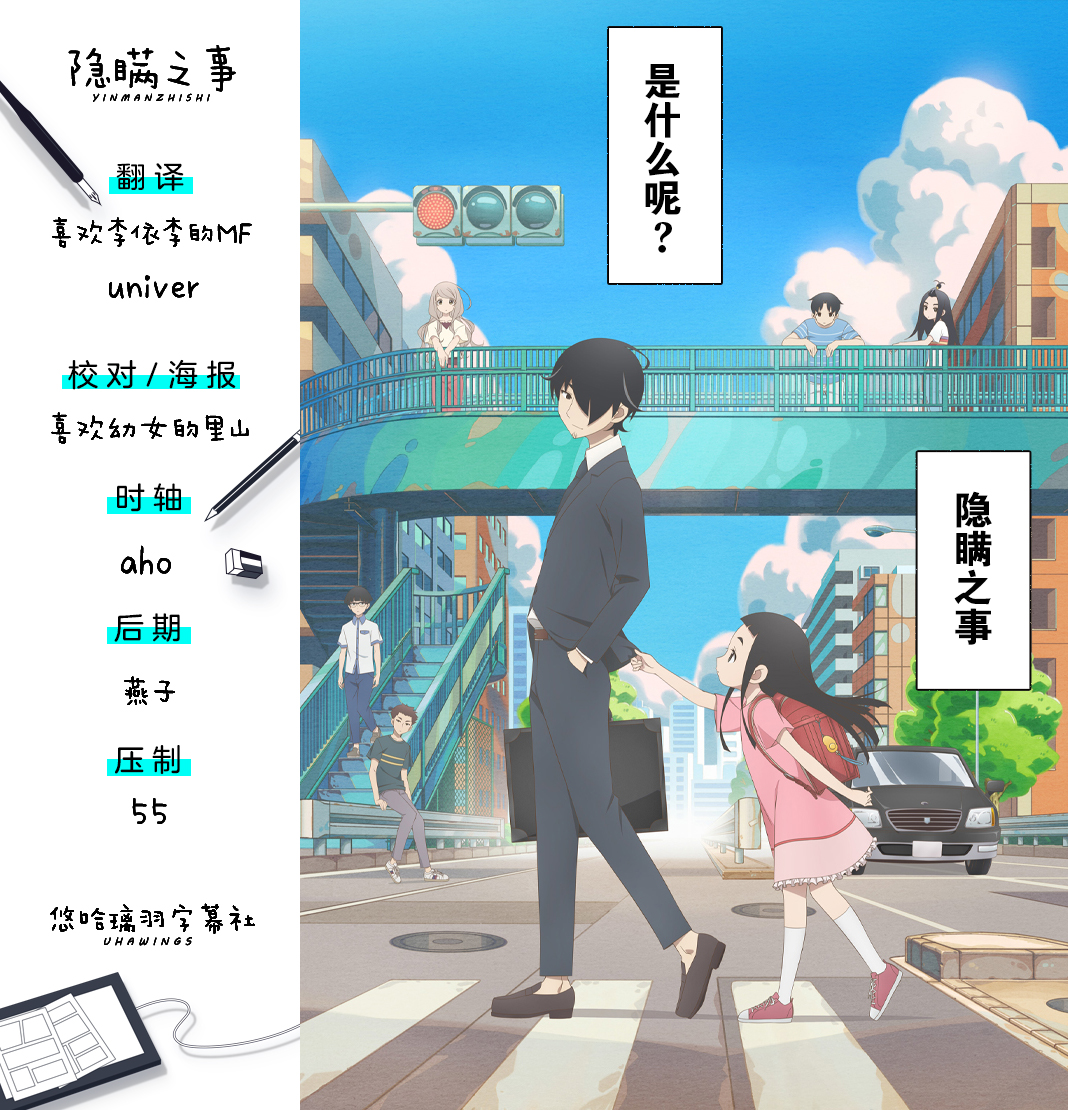 隐瞒之事
YINMANZHISHI
翻译
喜欢李依李的MF
univer
校对/海报
喜欢幼女的里山
时轴
aho
后期
燕子
压制
55
悠哈璃羽字幕社
UHAWINGS
是什么呢？
隐瞒之事